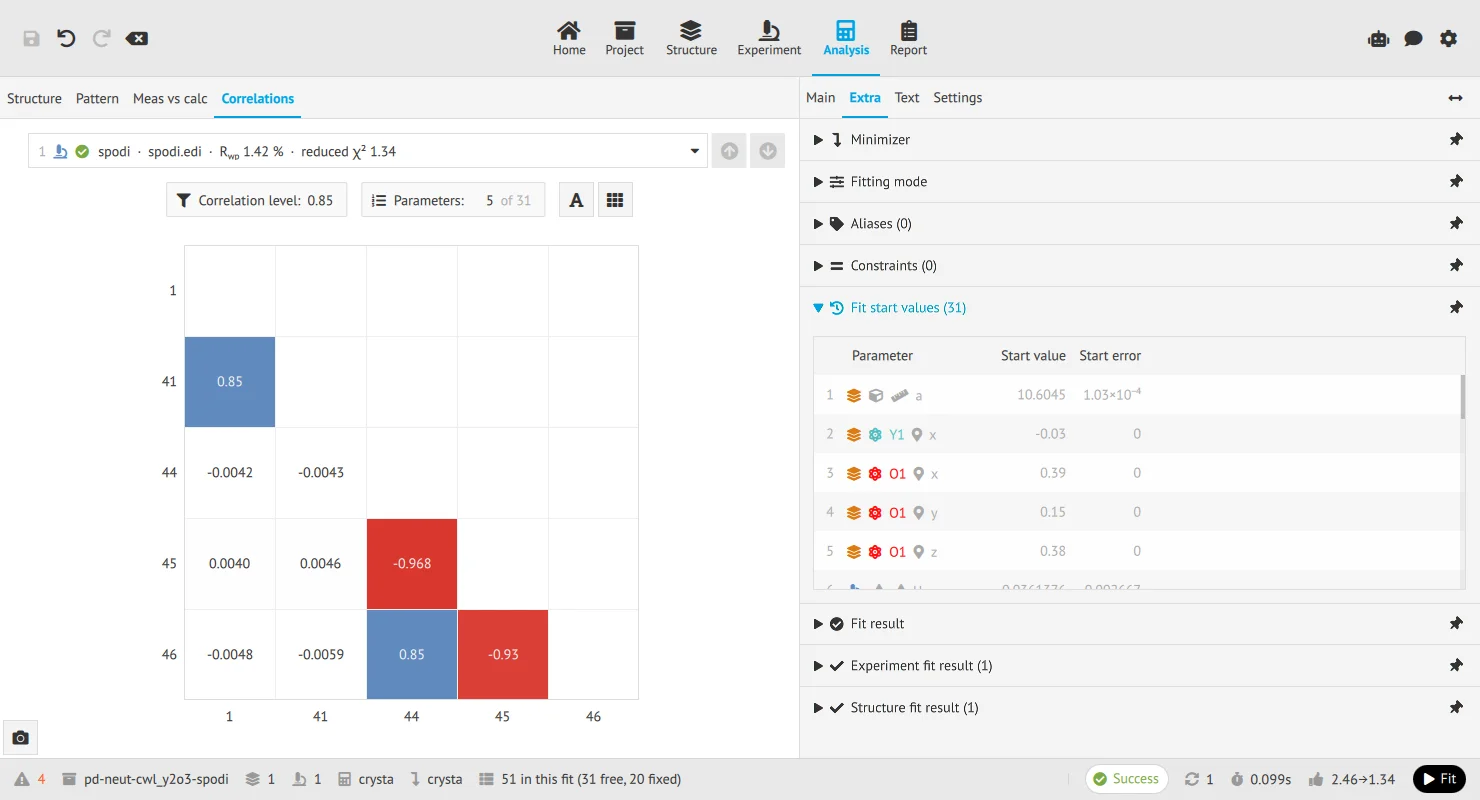 Home
Project
Structure
Experiment
Analysis
Report
Structure
Pattern
Meas vs calc
Correlations
1 spodi · spodi.edi · Rwp 1.42 % · reduced χ² 1.34
Correlation level: 0.85
Parameters: 5 of 31
A
1
41 0.85
44 -0.0042 -0.0043
45 0.0040 0.0046 -0.968
46 -0.0048 -0.0059 0.85 -0.93
1 41 44 45 46
Main
Extra
Text
Settings
Minimizer
Fitting mode
Aliases (0)
Constraints (0)
Fit start values (31)
Parameter Start value Start error
1 a 10.6045 1.03×10⁻⁴
2 Y1 x -0.03 0
3 O1 x 0.39 0
4 O1 y 0.15 0
5 O1 z 0.38 0
Fit result
Experiment fit result (1)
Structure fit result (1)
4 pd-neut-cwl_y2o3-spodi 1 1 crysta crysta 51 in this fit (31 free, 20 fixed) Success 1 0.099s 2.46→1.34 Fit